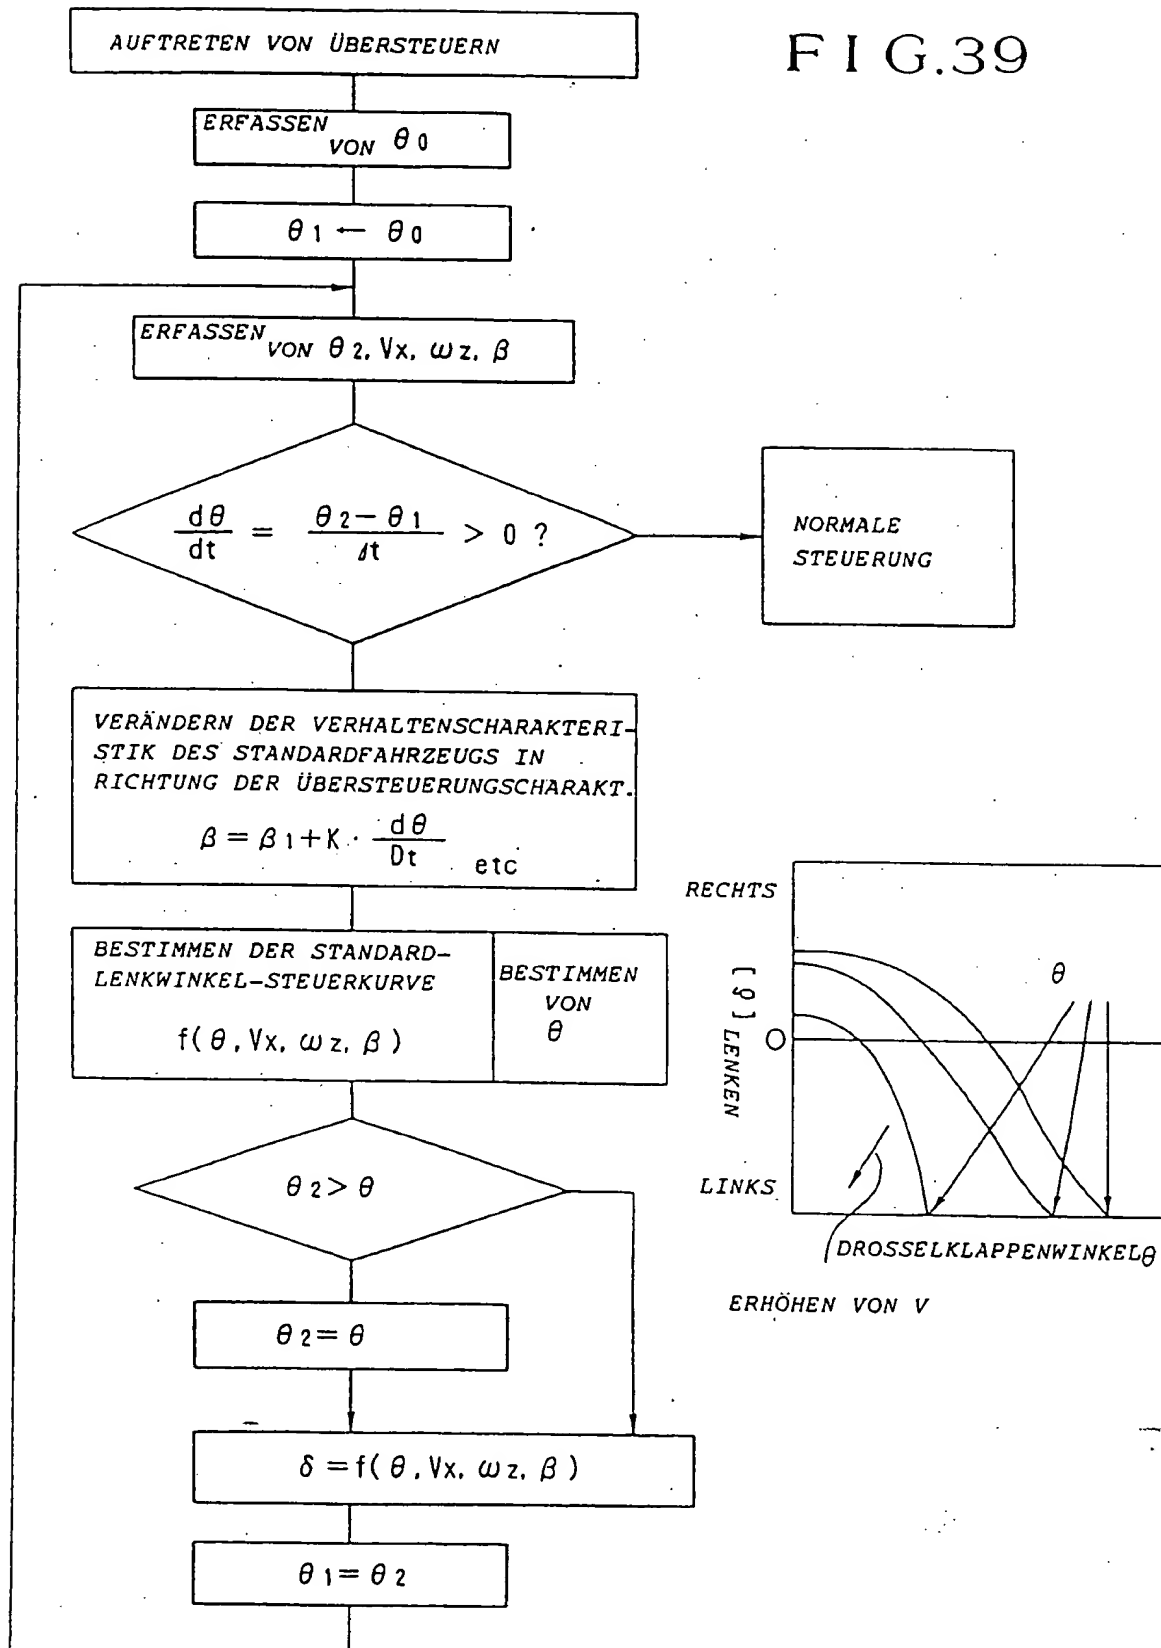 FIG.39
AUFTRETEN VON ÜBERSTEUERN
ERFASSEN
VON θ0
θ1 ← θ0
ERFASSEN
VON θ2, Vx, ωz, β
dθ/dt = θ2−θ1/Δt > 0 ?
NORMALE
STEUERUNG
VERÄNDERN DER VERHALTENSCHARAKTERI-
STIK DES STANDARDFAHRZEUGS IN
RICHTUNG DER ÜBERSTEUERUNGSCHARAKT.
β = β1+K · dθ/Dt etc
BESTIMMEN DER STANDARD-
LENKWINKEL-STEUERKURVE
f(θ, Vx, ωz, β)
BESTIMMEN
VON
θ
θ2 > θ
θ2 = θ
δ = f(θ, Vx, ωz, β)
θ1 = θ2
RECHTS
θ
O
LENKEN
LINKS
DROSSELKLAPPENWINKEL θ
ERHÖHEN VON V